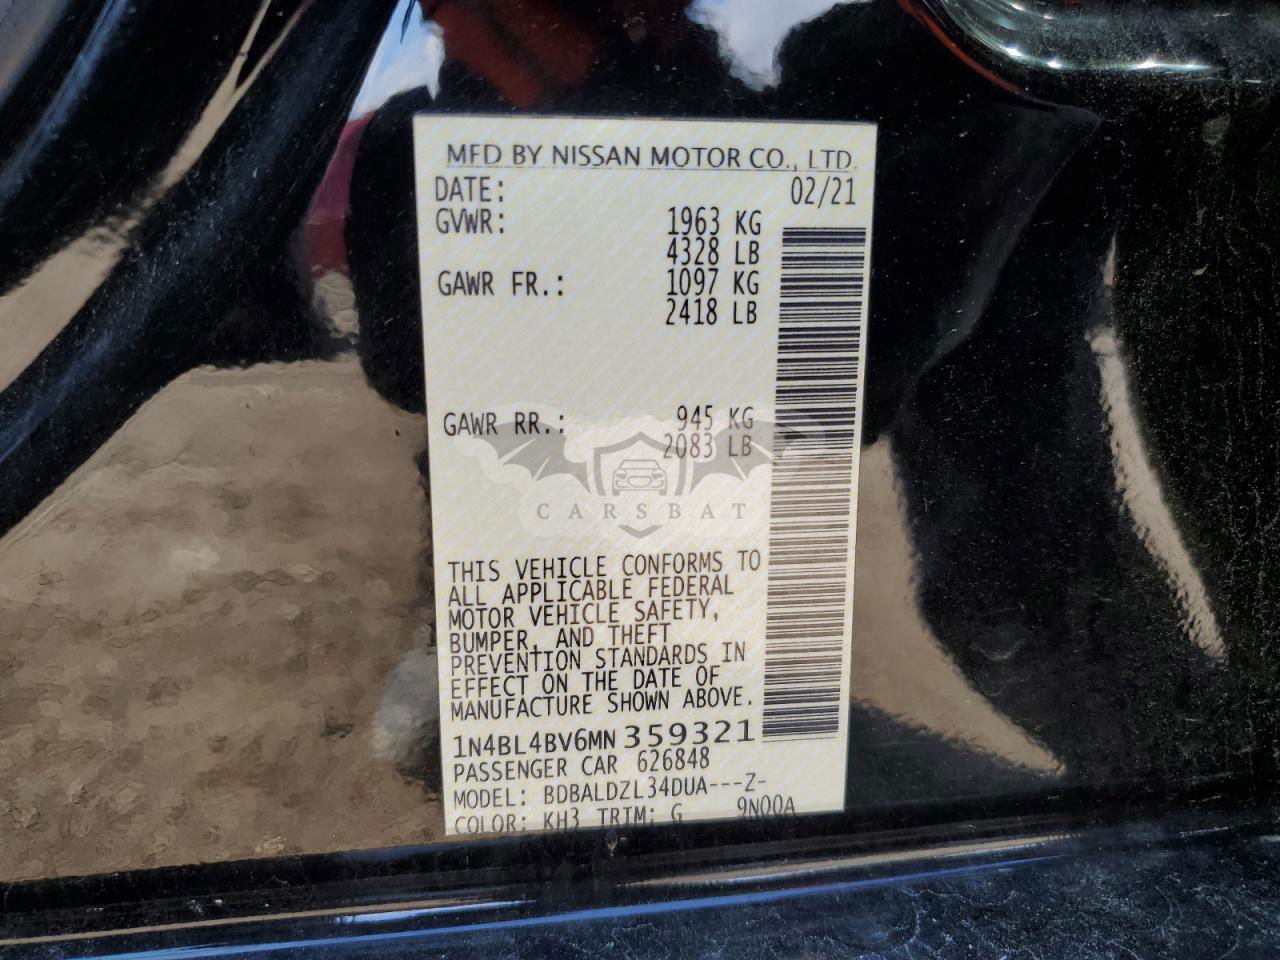 MFD BY NISSAN MOTOR CO., LTD.
DATE: 02/21
GVWR: 1963 KG
4328 LB
GAWR FR.: 1097 KG
2418 LB
GAWR RR.: 945 KG
2083 LB
CARSBAT
THIS VEHICLE CONFORMS TO
ALL APPLICABLE FEDERAL
MOTOR VEHICLE SAFETY,
BUMPER, AND THEFT
PREVENTION STANDARDS IN
EFFECT ON THE DATE OF
MANUFACTURE SHOWN ABOVE.
1N4BL4BV6MN359321
PASSENGER CAR 626848
MODEL: BDBALDZL34DUA---Z-
COLOR: KH3 TRIM: G 9N00A